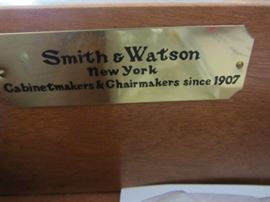 Smith & Watson
New York
Cabinetmakers & Chairmakers since 1907